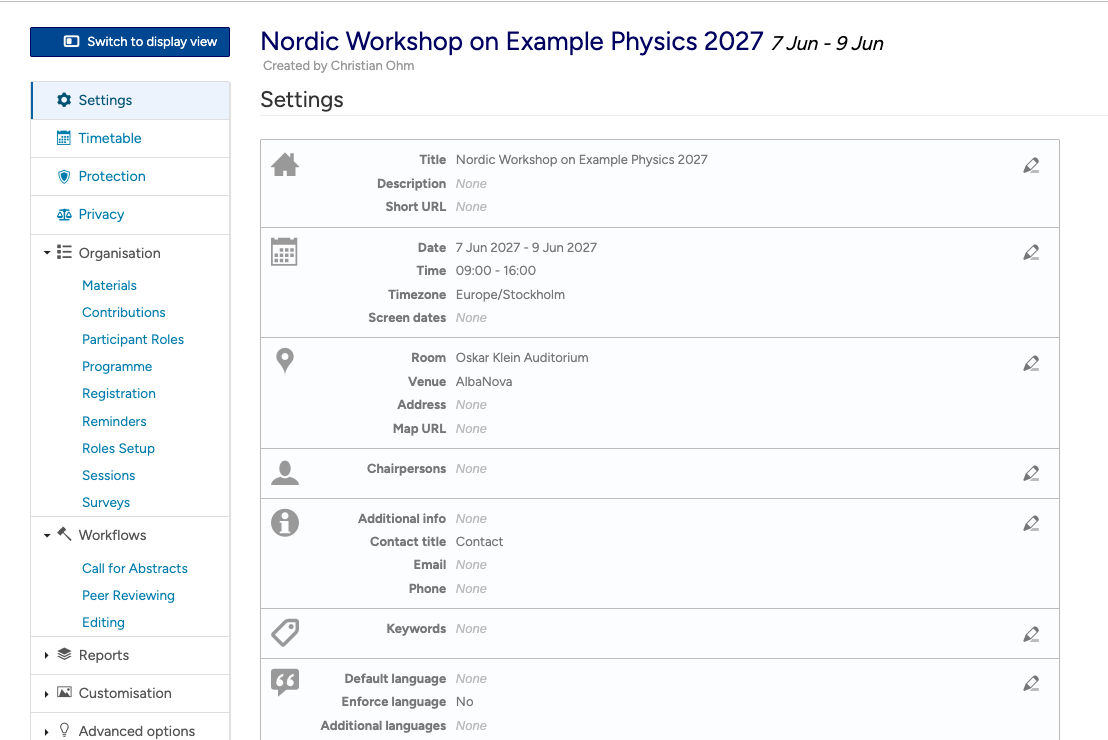 Switch to display view
Nordic Workshop on Example Physics 2027 7 Jun - 9 Jun
Created by Christian Ohm
Settings
Settings
Timetable
Protection
Privacy
Organisation
Materials
Contributions
Participant Roles
Programme
Registration
Reminders
Roles Setup
Sessions
Surveys
Workflows
Call for Abstracts
Peer Reviewing
Editing
Reports
Customisation
Advanced options
Title Nordic Workshop on Example Physics 2027
Description None
Short URL None
Date 7 Jun 2027 - 9 Jun 2027
Time 09:00 - 16:00
Timezone Europe/Stockholm
Screen dates None
Room Oskar Klein Auditorium
Venue AlbaNova
Address None
Map URL None
Chairpersons None
Additional info None
Contact title Contact
Email None
Phone None
Keywords None
Default language None
Enforce language No
Additional languages None